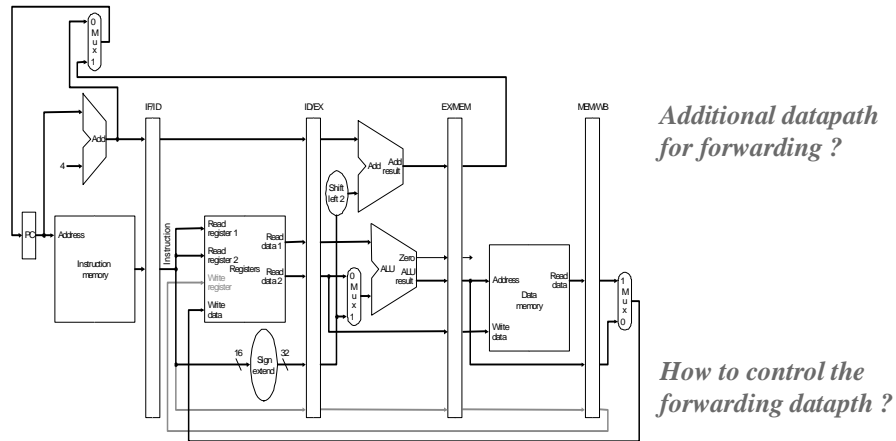 0
M
u
x
1
IF/ID
ID/EX
EX/MEM
MEM/WB
Additional datapath
for forwarding ?
Add
4
Add
Add
result
Shift
left 2
PC
Address
Instruction
memory
Instruction
Read
register 1
Read
data 1
Read
register 2
Registers
Read
data 2
Write
register
Write
data
0
M
u
x
1
Zero
ALU
ALU
result
Address
Read
data
Data
memory
Write
data
1
M
u
x
0
16
Sign
extend
32
How to control the
forwarding datapth ?